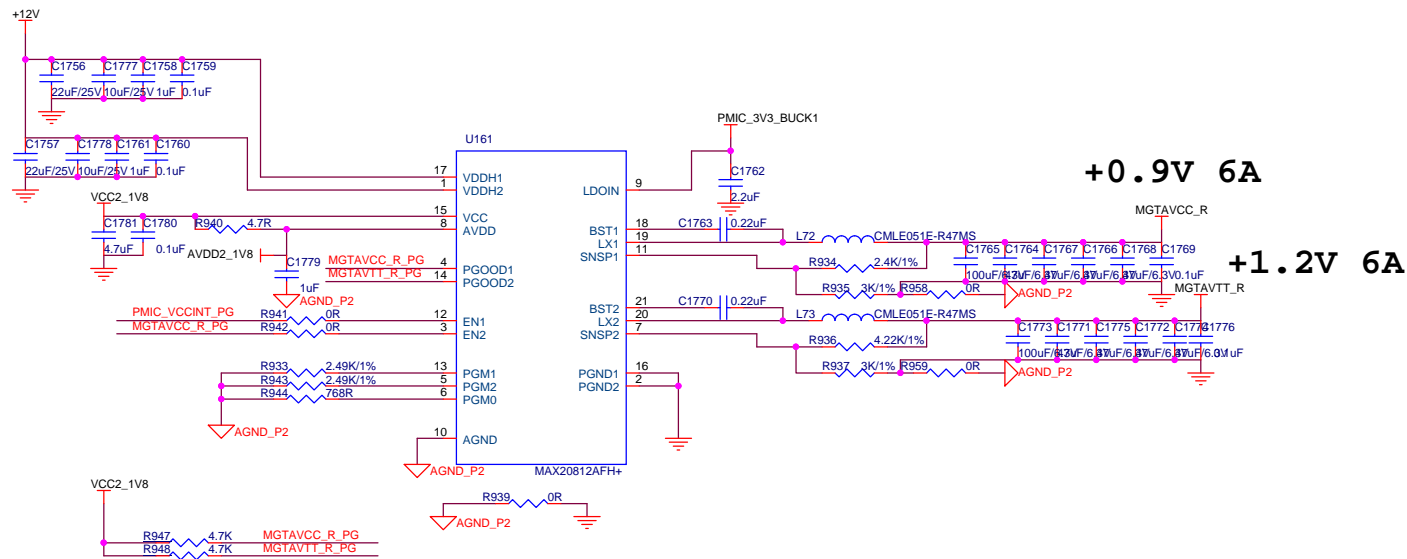 +12V
C1756 C1777 C1758 C1759
22uF/25V 10uF/25V 1uF 0.1uF
C1757 C1778 C1761 C1760
22uF/25V 10uF/25V 1uF 0.1uF
VCC2_1V8
C1781 C1780 R940 4.7R
4.7uF 0.1uF
AVDD2_1V8
C1779
1uF
AGND_P2
MGTAVCC_R_PG
MGTAVTT_R_PG
PMIC_VCCINT_PG
R941 0R
MGTAVCC_R_PG
R942 0R
R933 2.49K/1%
R943 2.49K/1%
R944 768R
AGND_P2
AGND_P2
U161
17 VDDH1
1 VDDH2
15 VCC
8 AVDD
4 PGOOD1
14 PGOOD2
12 EN1
3 EN2
13 PGM1
5 PGM2
6 PGM0
10 AGND
LDOIN 9
BST1 18
LX1 19
SNSP1 11
BST2 21
LX2 20
SNSP2 7
PGND1 16
PGND2 2
MAX20812AFH+
PMIC_3V3_BUCK1
C1762
2.2uF
C1763 0.22uF
L72 CMLE051E-R47MS
R934 2.4K/1%
R935 3K/1% R958 0R
AGND_P2
+0.9V 6A
MGTAVCC_R
C1765 C1764 C1767 C1766 C1768 C1769
100uF/6.3V
0.1uF
+1.2V 6A
MGTAVTT_R
C1770 0.22uF
L73 CMLE051E-R47MS
R936 4.22K/1%
R937 3K/1% R959 0R
AGND_P2
C1773 C1771 C1775 C1772 C1774 C1776
100uF/6.3V
R939 0R
AGND_P2
VCC2_1V8
R947 4.7K MGTAVCC_R_PG
R948 4.7K MGTAVTT_R_PG